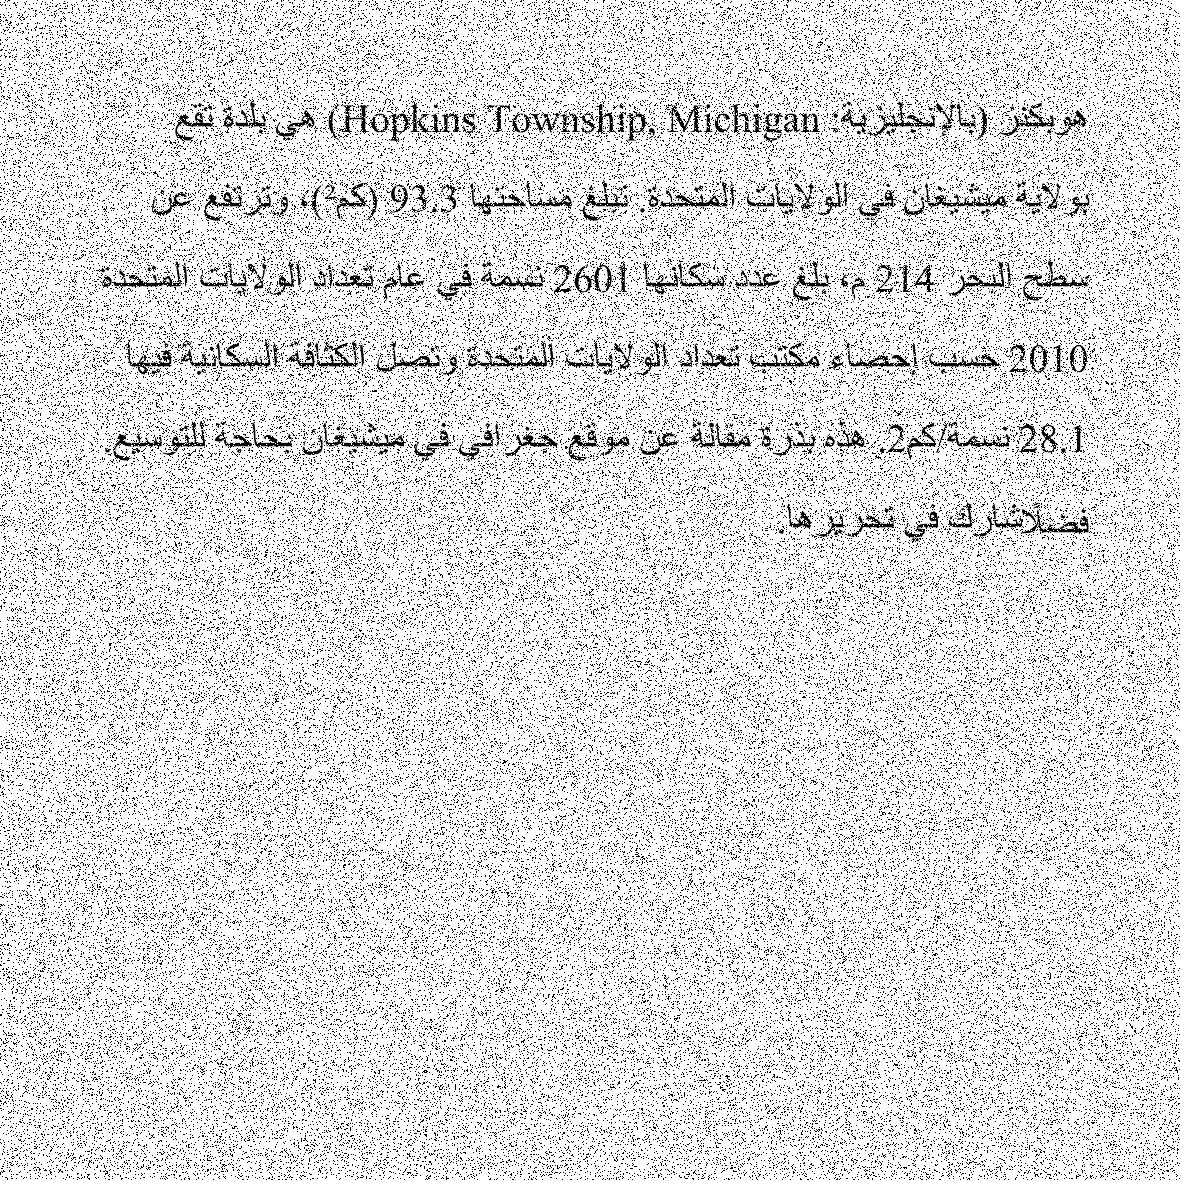 هوبكنز (بالانجليزية: Hopkins Township, Michigan) هي بلدة تقع
بولاية ميشيغان في الولايات المتحدة. تبلغ مساحتها 93.3 (كم²)، وترتفع عن
سطح البحر 214 م، بلغ عدد سكانها 2601 نسمة في عام تعداد الولايات المتحدة
2010 حسب إحصاء مكتب تعداد الولايات المتحدة وتصل الكثافة السكانية فيها
28.1 نسمة/كم2. هذه بذرة مقالة عن موقع جغرافي في ميشيغان بحاجة للتوسيع.
فضلاشارك في تحريرها.